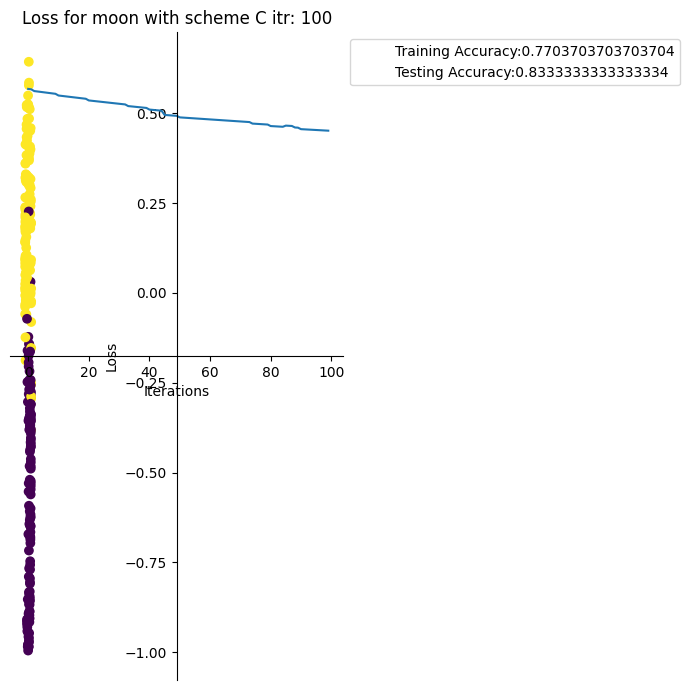 Loss for moon with scheme C itr: 100
Training Accuracy:0.7703703703703704
Testing Accuracy:0.8333333333333334
0.50
0.25
0.00
Loss
20
40
60
80
100
Iterations
−0.25
−0.50
−0.75
−1.00